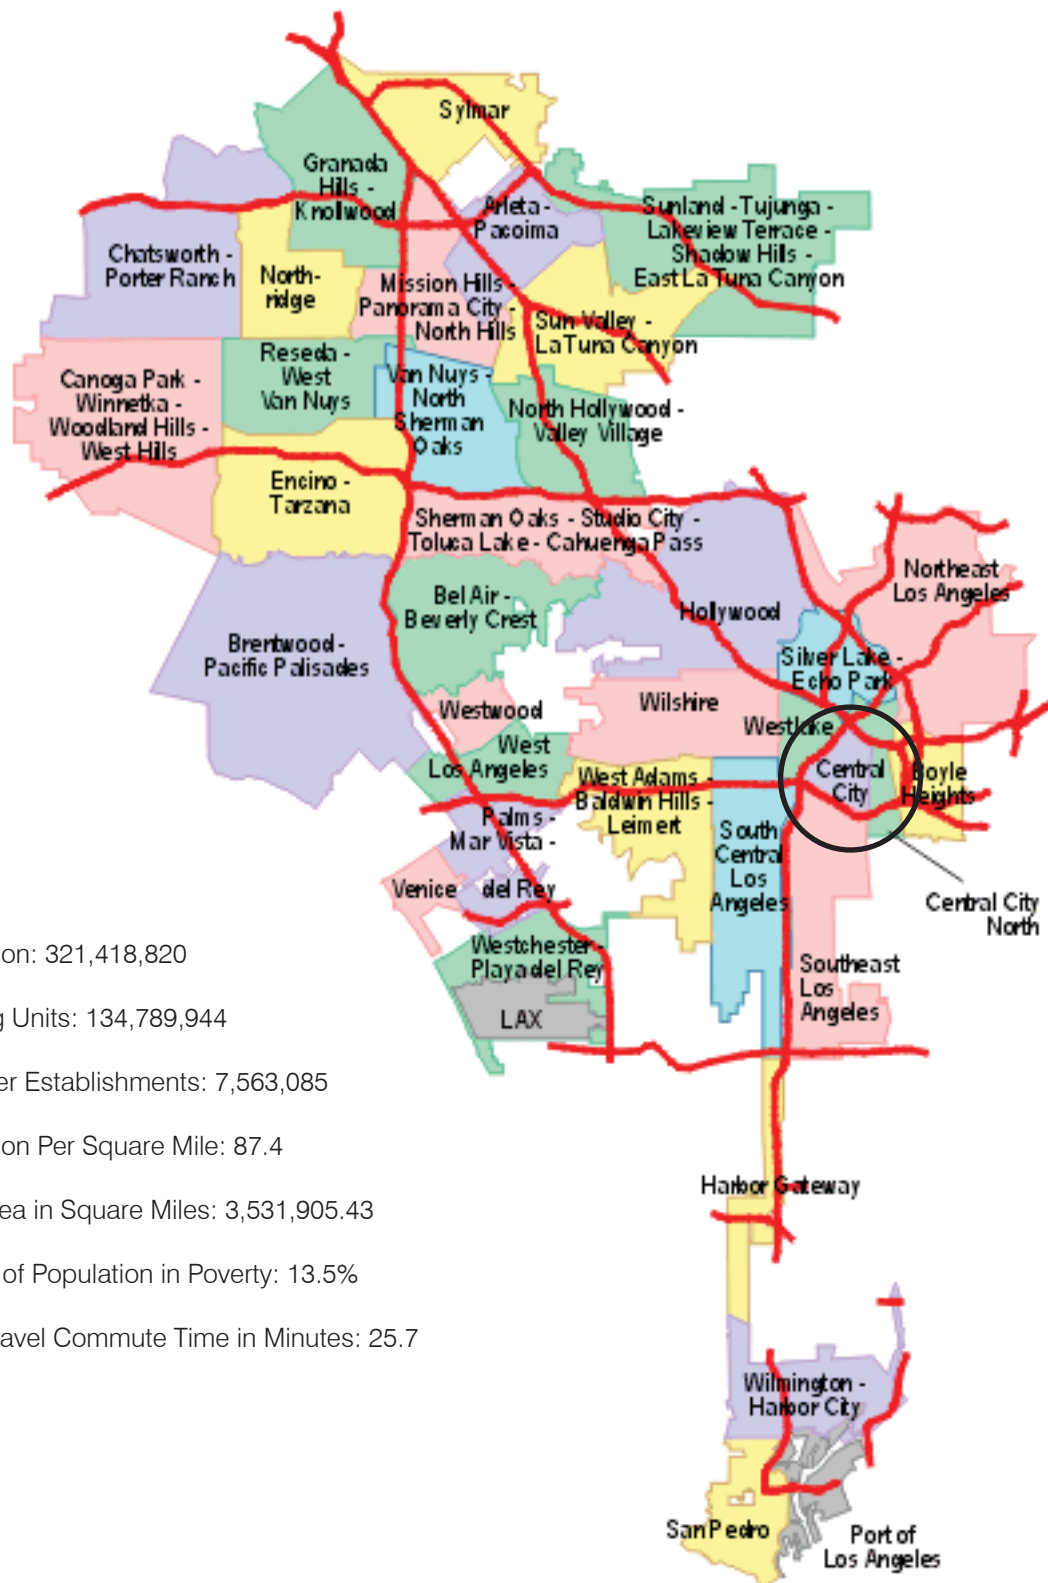 Sylmar
Granada
Hills -
Knollwood
Arleta -
Pacoima
Sunland - Tujunga -
Lakeview Terrace -
Shadow Hills -
East La Tuna Canyon
Chatsworth -
Porter Ranch
North-
ridge
Mission Hills -
Panorama City -
North Hills
Sun Valley -
La Tuna Canyon
Reseda -
West
Van Nuys
Canoga Park -
Winnetka -
Woodland Hills -
West Hills
Van Nuys -
North
Sherman
Oaks
North Hollywood -
Valley Village
Encino -
Tarzana
Sherman Oaks - Studio City -
Toluca Lake - Cahuenga Pass
Northeast
Los Angeles
Bel Air -
Beverly Crest
Hollywood
Brentwood -
Pacific Palisades
Silver Lake -
Echo Park
Westwood
Wilshire
Westlake
West
Los Angeles
West Adams -
Baldwin Hills -
Leimert
Central
City
Boyle
Heights
Palms -
Mar Vista -
del Rey
South
Central
Los
Angeles
Venice
Central City
North
Westchester -
Playa del Rey
LAX
Southeast
Los
Angeles
on: 321,418,820
g Units: 134,789,944
er Establishments: 7,563,085
on Per Square Mile: 87.4
ea in Square Miles: 3,531,905.43
of Population in Poverty: 13.5%
avel Commute Time in Minutes: 25.7
Harbor Gateway
Wilmington -
Harbor City
San Pedro
Port of
Los Angeles